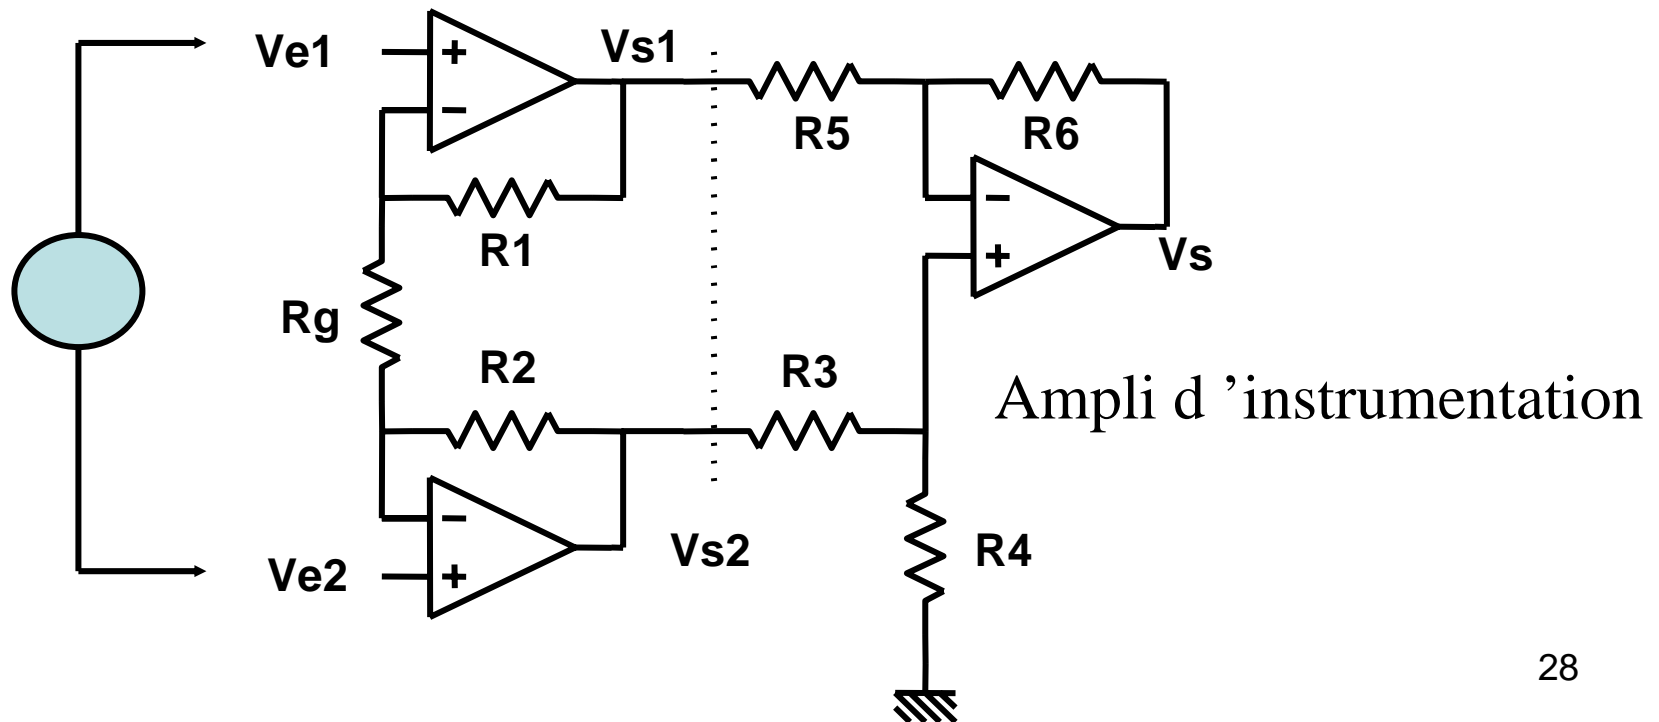 Ve1
+
−
Vs1
R5
R6
R1
−
+
Vs
Rg
R2
R3
Ampli d ’instrumentation
−
+
Ve2
Vs2
R4
28